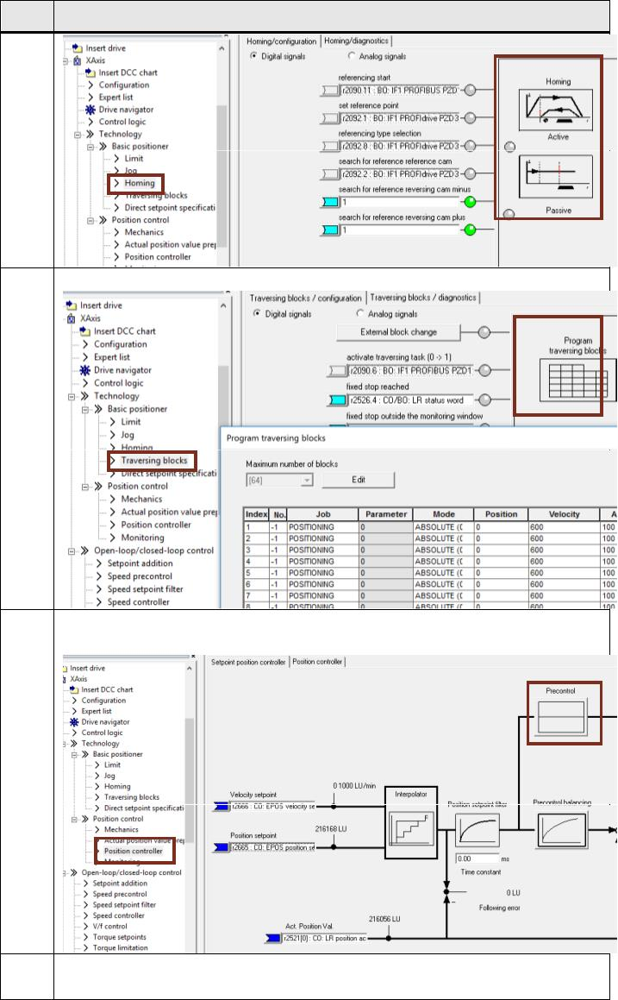 Insert drive
XAxis
Insert DCC chart
Configuration
Expert list
Drive navigator
Control logic
Technology
Basic positioner
Limit
Jog
Homing
Traversing blocks
Direct setpoint specificati
Position control
Mechanics
Actual position value prep
Position controller
Homing/configuration Homing/diagnostics
Digital signals Analog signals
referencing start
r2090.11 : BO: IF1 PROFIBUS PZD
set reference point
r2092.1 : BO: IF1 PROFIdrive PZD3
referencing type selection
r2092.8 : BO: IF1 PROFIdrive PZD3
search for reference reference cam
r2092.2 : BO: IF1 PROFIdrive PZD3
search for reference reversing cam minus
1
search for reference reversing cam plus
1
Homing
Active
Passive
Insert drive
XAxis
Insert DCC chart
Configuration
Expert list
Drive navigator
Control logic
Technology
Basic positioner
Limit
Jog
Homing
Traversing blocks
Direct setpoint specificati
Position control
Mechanics
Actual position value prep
Position controller
Monitoring
Open-loop/closed-loop control
Setpoint addition
Speed precontrol
Speed setpoint filter
Speed controller
Traversing blocks / configuration Traversing blocks / diagnostics
Digital signals Analog signals
External block change
activate traversing task (0 -> 1)
r2090.6 : BO: IF1 PROFIBUS PZD1
fixed stop reached
r2526.4 : CO/BO: LR status word
fixed stop outside the monitoring window
Program
traversing blocks
Program traversing blocks
Maximum number of blocks
[64] Edit
Index No. Job Parameter Mode Position Velocity A
1 -1 POSITIONING 0 ABSOLUTE (( 0 600 100
2 -1 POSITIONING 0 ABSOLUTE (( 0 600 100
3 -1 POSITIONING 0 ABSOLUTE (( 0 600 100
4 -1 POSITIONING 0 ABSOLUTE (( 0 600 100
5 -1 POSITIONING 0 ABSOLUTE (( 0 600 100
6 -1 POSITIONING 0 ABSOLUTE (( 0 600 100
7 -1 POSITIONING 0 ABSOLUTE (( 0 600 100
8 -1 POSITIONING 0 ABSOLUTE (( 0 600 100
Insert drive
XAxis
Insert DCC chart
Configuration
Expert list
Drive navigator
Control logic
Technology
Basic positioner
Limit
Jog
Homing
Traversing blocks
Direct setpoint specificati
Position control
Mechanics
Actual position value prep
Position controller
Monitoring
Open-loop/closed-loop control
Setpoint addition
Speed precontrol
Speed setpoint filter
Speed controller
V/f control
Torque setpoints
Torque limitation
Setpoint position controller Position controller
Precontrol
0 1000 LU/min
Velocity setpoint
r2666 : CO: EPOS velocity se
Interpolator
Position setpoint filter
Precontrol balancing
216168 LU
Position setpoint
r2665 : CO: EPOS position se
0.00 ms
Time constant
0 LU
Following error
216056 LU
Act. Position Val.
r2521[0] : CO: LR position ac